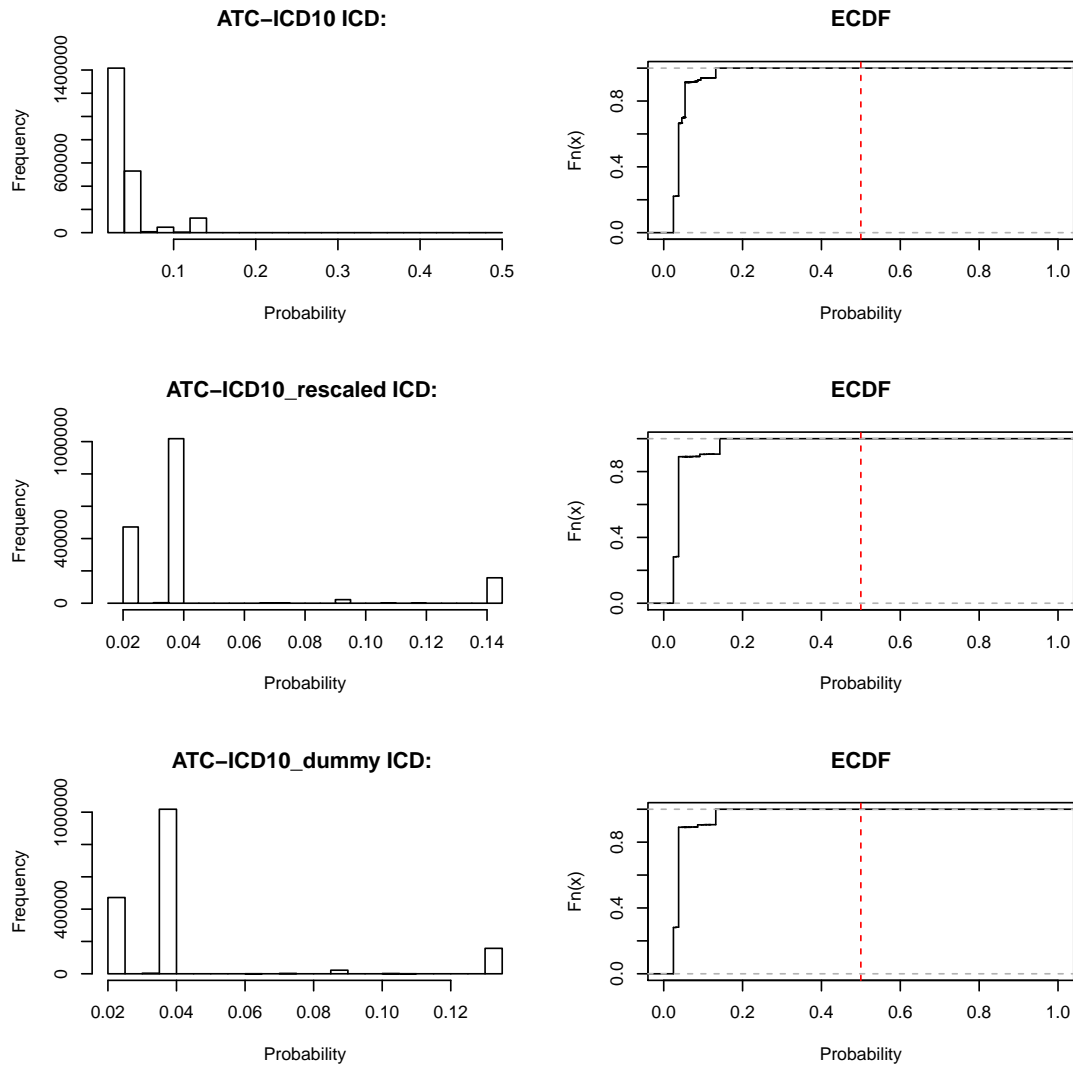 ATC−ICD10 ICD:
Frequency
0 600000 1400000
0.1 0.2 0.3 0.4 0.5
Probability
ECDF
Fn(x)
0.0 0.4 0.8
0.0 0.2 0.4 0.6 0.8 1.0
Probability
ATC−ICD10_rescaled ICD:
Frequency
0 400000 1000000
0.02 0.04 0.06 0.08 0.10 0.12 0.14
Probability
ECDF
Fn(x)
0.0 0.4 0.8
0.0 0.2 0.4 0.6 0.8 1.0
Probability
ATC−ICD10_dummy ICD:
Frequency
0 400000 1000000
0.02 0.04 0.06 0.08 0.10 0.12
Probability
ECDF
Fn(x)
0.0 0.4 0.8
0.0 0.2 0.4 0.6 0.8 1.0
Probability